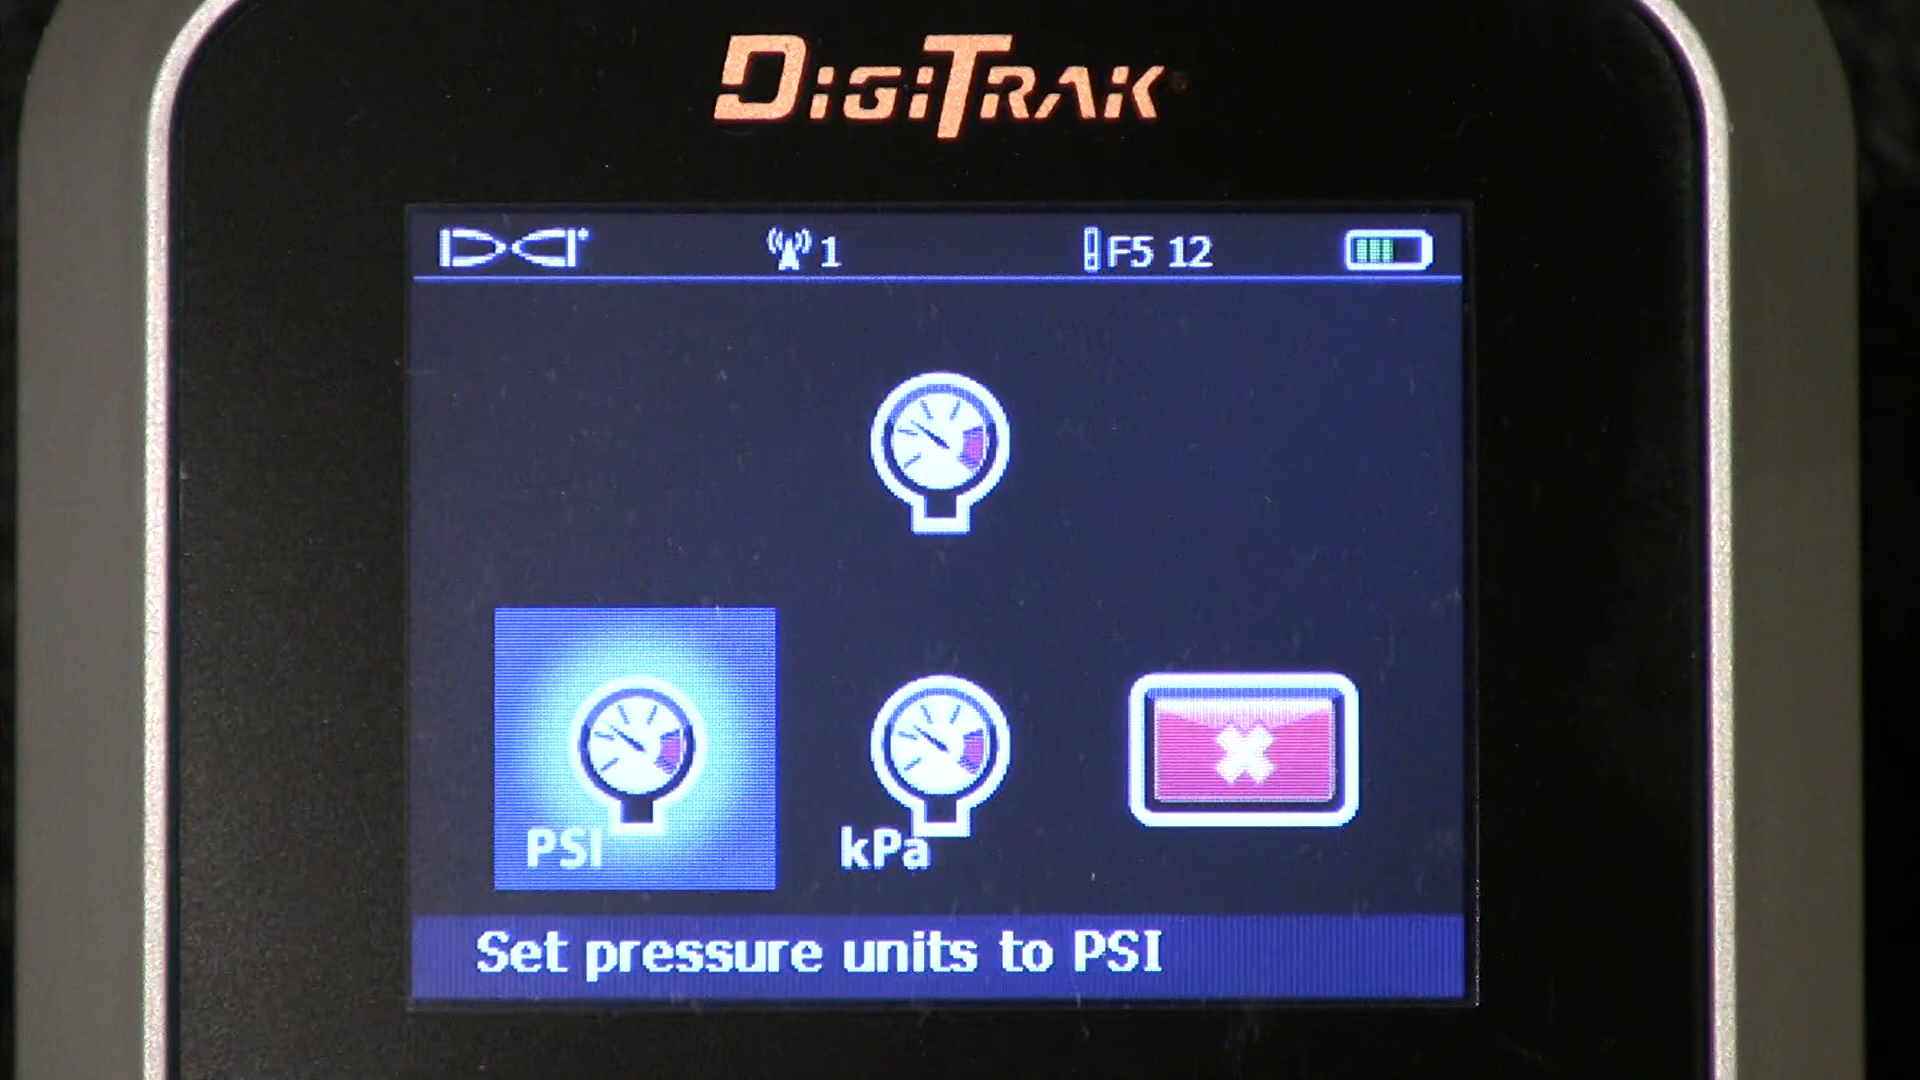 DIGITRAK
DCI
1
F5 12
PSI
kPa
Set pressure units to PSI